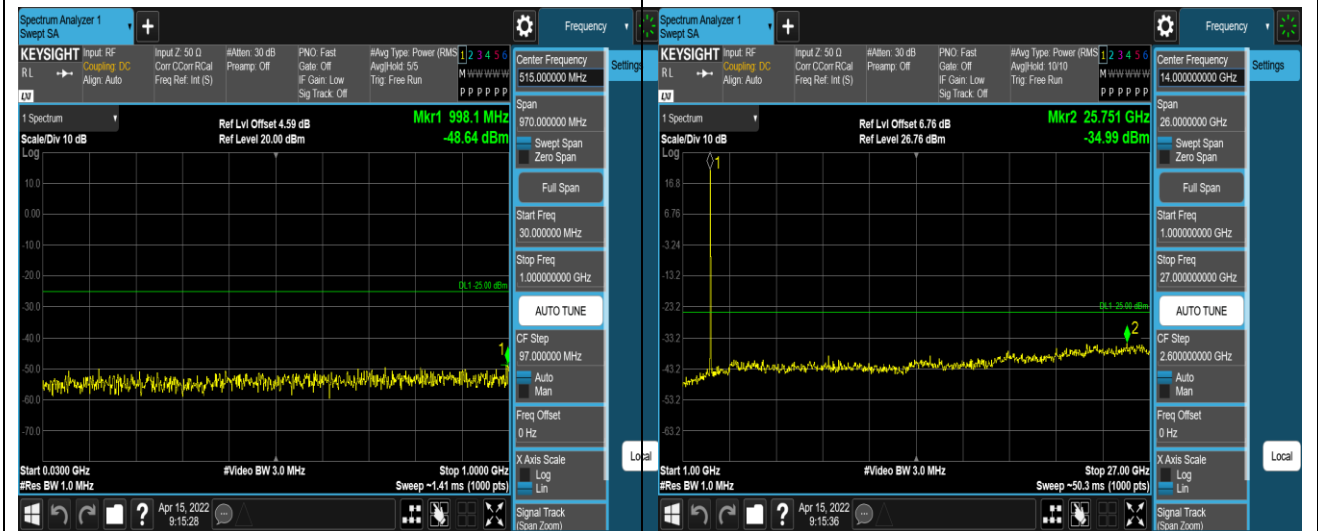 Spectrum Analyzer 1
Swept SA
+
Frequency
KEYSIGHT
RL
LXI
Input: RF
Coupling: DC
Align: Auto
Input Z: 50 Ω
Corr CCorr RCal
Freq Ref: Int (S)
#Atten: 30 dB
Preamp: Off
PNO: Fast
Gate: Off
IF Gain: Low
Sig Track: Off
#Avg Type: Power (RMS
Avg|Hold: 5/5
Trig: Free Run
1 2 3 4 5 6
M W W W W W
P P P P P P
Center Frequency
515.000000 MHz
Settings
1 Spectrum
Scale/Div 10 dB
Log
Ref Lvl Offset 4.59 dB
Ref Level 20.00 dBm
Mkr1 998.1 MHz
-48.64 dBm
Span
970.000000 MHz
Swept Span
Zero Span
Full Span
10.0
0.00
-10.0
-20.0
-30.0
-40.0
-50.0
-60.0
-70.0
DL1 -25.00 dBm
1
Start Freq
30.000000 MHz
Stop Freq
1.000000000 GHz
AUTO TUNE
CF Step
97.000000 MHz
Auto
Man
Freq Offset
0 Hz
X Axis Scale
Log
Lin
Local
Signal Track
(Span Zoom)
Start 0.0300 GHz
#Res BW 1.0 MHz
#Video BW 3.0 MHz
Stop 1.0000 GHz
Sweep ~1.41 ms (1000 pts)
?
Apr 15, 2022
9:15:28
Spectrum Analyzer 1
Swept SA
+
Frequency
KEYSIGHT
RL
LXI
Input: RF
Coupling: DC
Align: Auto
Input Z: 50 Ω
Corr CCorr RCal
Freq Ref: Int (S)
#Atten: 30 dB
Preamp: Off
PNO: Fast
Gate: Off
IF Gain: Low
Sig Track: Off
#Avg Type: Power (RMS
Avg|Hold: 10/10
Trig: Free Run
1 2 3 4 5 6
M W W W W W
P P P P P P
Center Frequency
14.000000000 GHz
Settings
1 Spectrum
Scale/Div 10 dB
Log
Ref Lvl Offset 6.76 dB
Ref Level 26.76 dBm
Mkr2 25.751 GHz
-34.99 dBm
Span
26.0000000 GHz
Swept Span
Zero Span
Full Span
1
16.8
6.76
-3.24
-13.2
-23.2
-33.2
-43.2
-53.2
-63.2
DL1 -25.00 dBm
2
Start Freq
1.000000000 GHz
Stop Freq
27.000000000 GHz
AUTO TUNE
CF Step
2.600000000 GHz
Auto
Man
Freq Offset
0 Hz
X Axis Scale
Log
Lin
Local
Signal Track
(Span Zoom)
Start 1.00 GHz
#Res BW 1.0 MHz
#Video BW 3.0 MHz
Stop 27.00 GHz
Sweep ~50.3 ms (1000 pts)
?
Apr 15, 2022
9:15:36